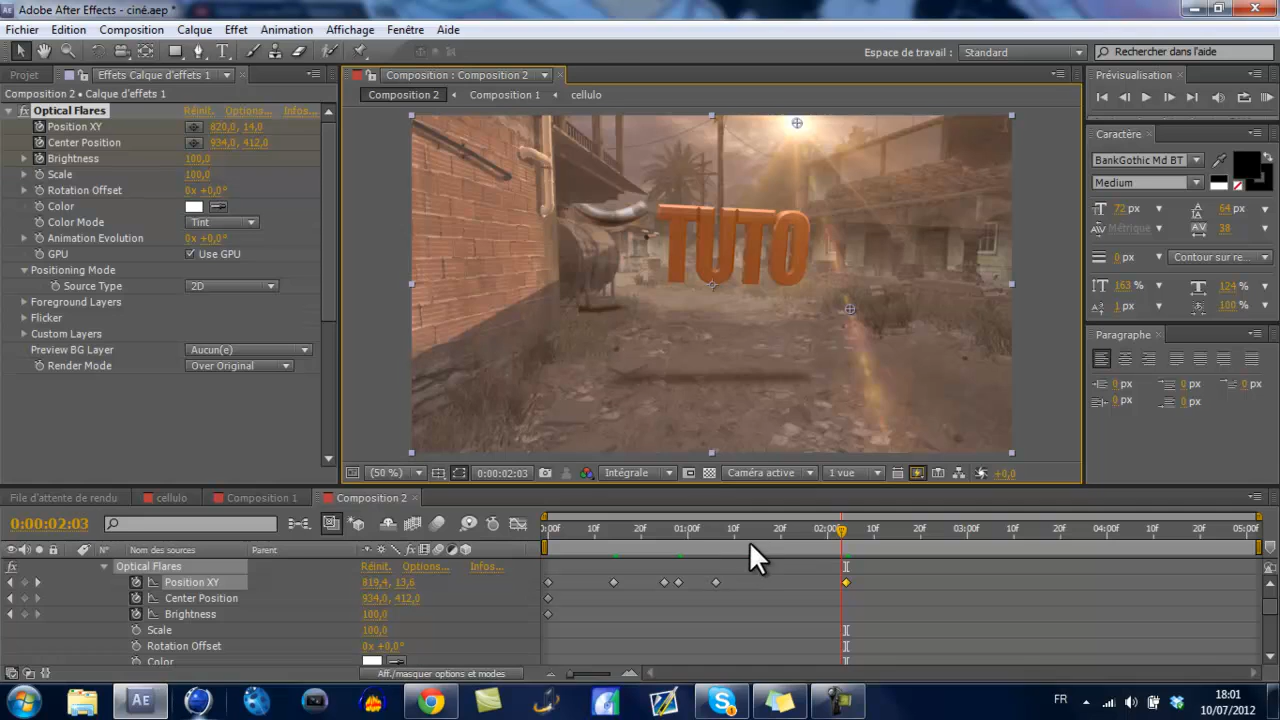 Adobe After Effects - ciné.aep *
Fichier Edition Composition Calque Effet Animation Affichage Fenêtre Aide
Espace de travail : Standard Rechercher dans l'aide
Projet Effets Calque d'effets 1 Composition : Composition 2 Prévisualisation
Composition 2 • Calque d'effets 1 Composition 2 Composition 1 cellulo
Optical Flares Réinit. Options... Infos...
Position XY 820,0, 14,0
Center Position 934,0, 412,0
Brightness 100,0
Scale 100,0
Rotation Offset 0x +0,0°
Color
Color Mode Tint
Animation Evolution 0x +0,0°
GPU Use GPU
Positioning Mode
Source Type 2D
Foreground Layers
Flicker
Custom Layers
Preview BG Layer Aucun(e)
Render Mode Over Original
TUTO
Caractère
BankGothic Md BT
Medium
72 px 64 px
Métrique 38
0 px Contour sur re...
163 % 124 %
1 px 100 %
Paragraphe
0 px 0 px 0 px
0 px 0 px
(50 %) 0:00:02:03 Intégrale Caméra active 1 vue +0,0
File d'attente de rendu cellulo Composition 1 Composition 2
0:00:02:03
:00F 10F 20F 01:00F 10F 20F 02:00F 10F 20F 03:00F 10F 20F 04:00F 10F 20F 05:00F
N° Nom des sources Parent
Optical Flares Réinit. Options... Infos...
Position XY 819,4, 13,6
Center Position 934,0, 412,0
Brightness 100,0
Scale 100,0
Rotation Offset 0x +0,0°
Color
Aff./masquer options et modes
FR 18:01
10/07/2012